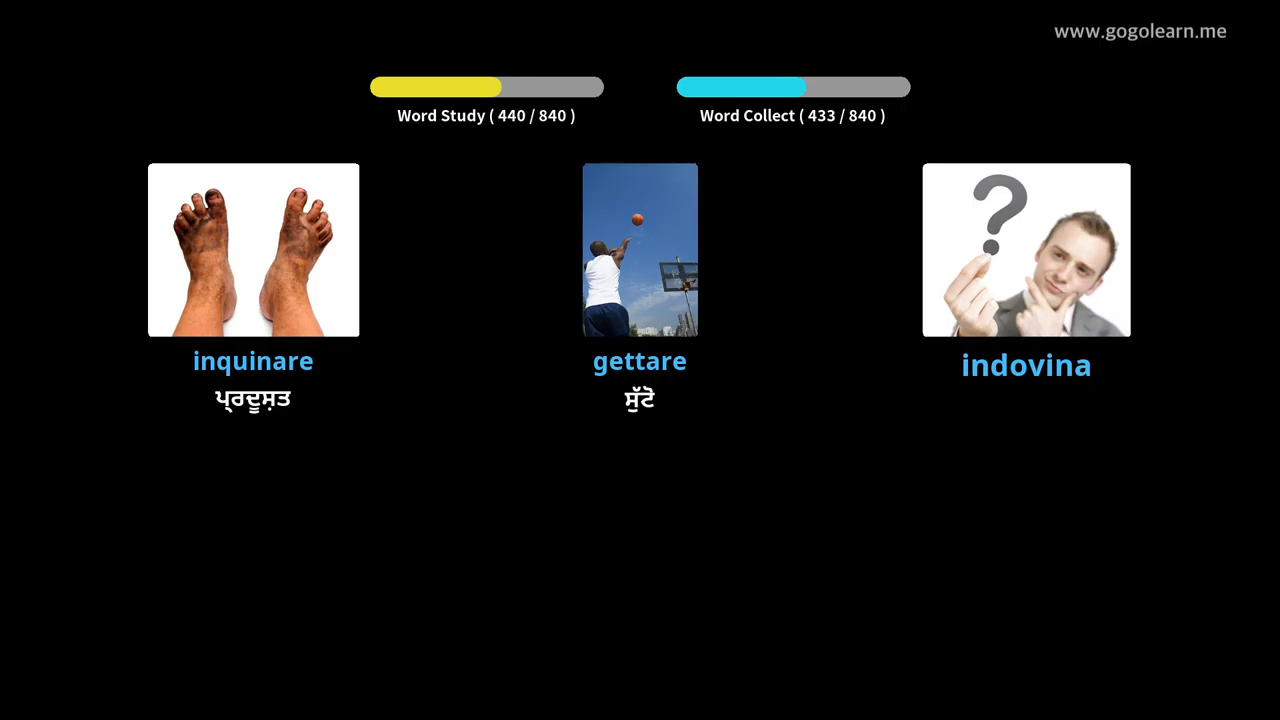 www.gogolearn.me
Word Study ( 440 / 840 )
Word Collect ( 433 / 840 )
inquinare
gettare
indovina
ਪ੍ਰਦੂਸ਼ਤ
ਸੁੱਟੋ